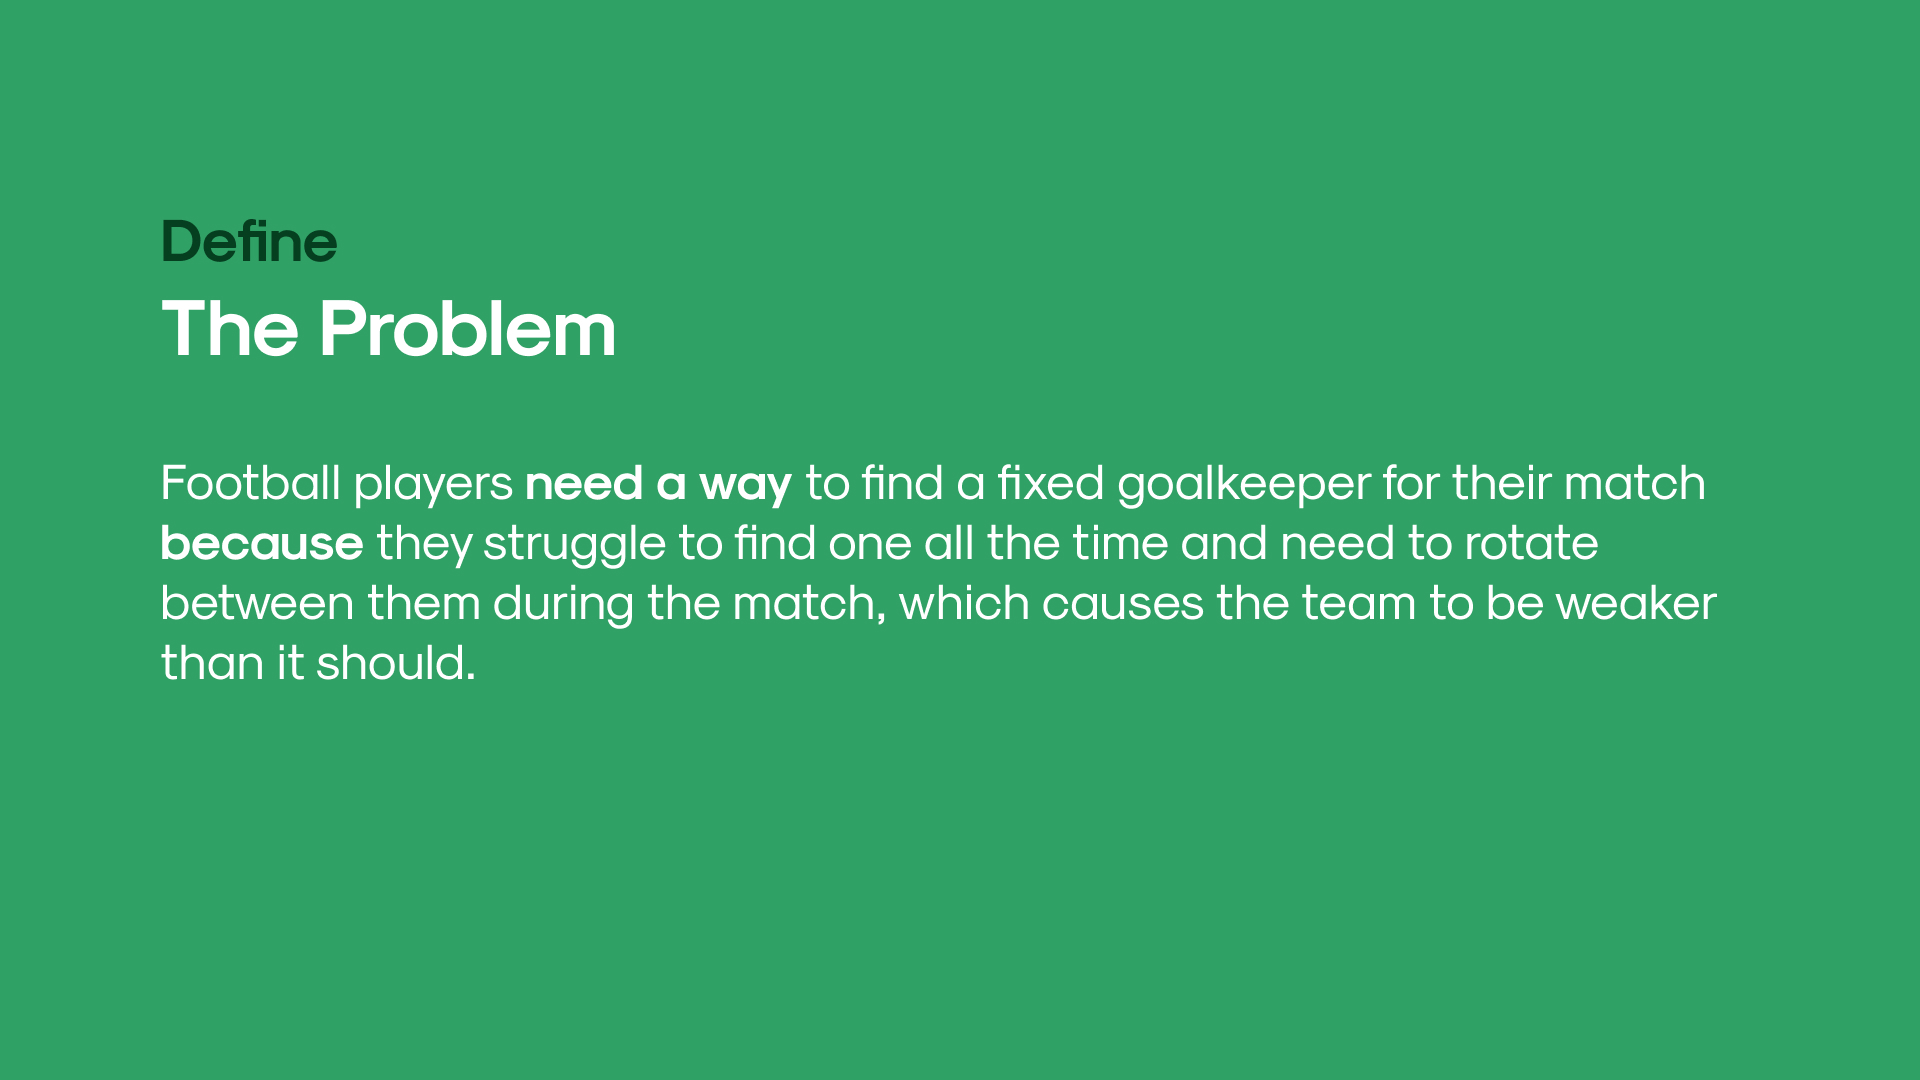 Define
The Problem
Football players need a way to find a fixed goalkeeper for their match
because they struggle to find one all the time and need to rotate
between them during the match, which causes the team to be weaker
than it should.